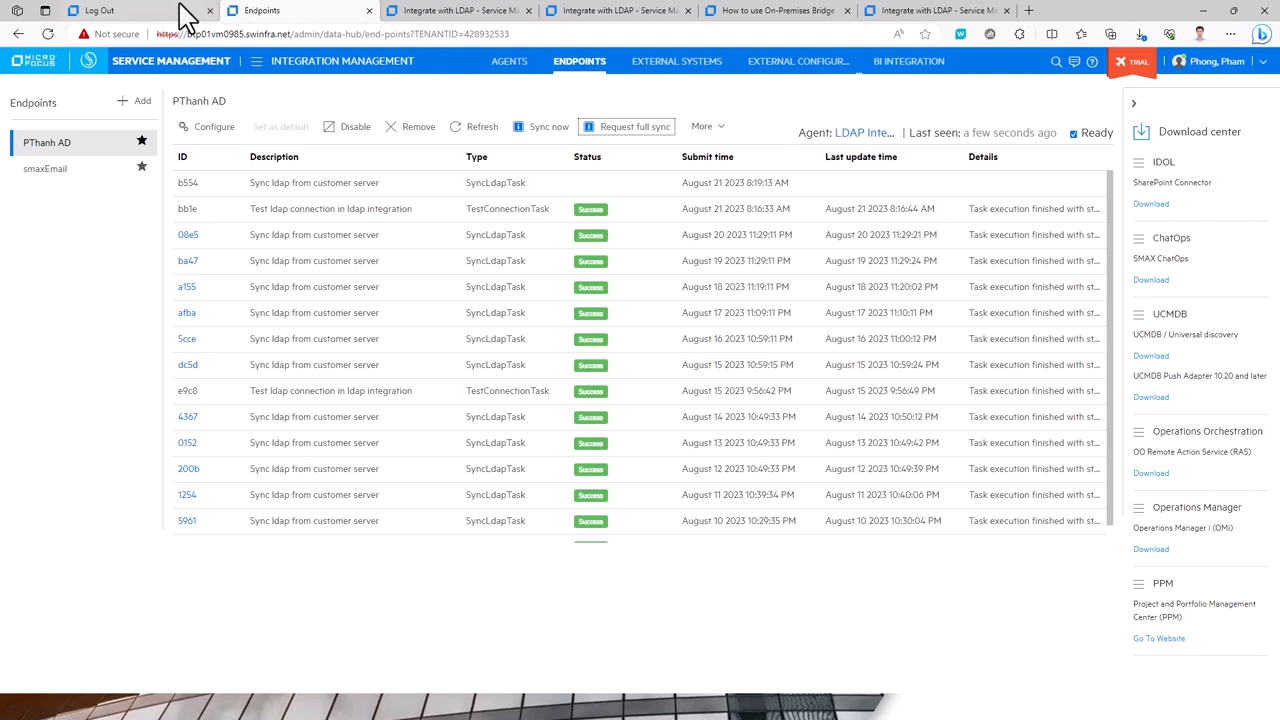 Log Out
Endpoints
Integrate with LDAP - Service M
Integrate with LDAP - Service M
How to use On-Premises Bridge
Integrate with LDAP - Service Ma
Not secure
vm0985.swinfra.net/admin/data-hub/end-points?TENANTID=428932533
MICRO FOCUS
SERVICE MANAGEMENT
INTEGRATION MANAGEMENT
AGENTS
ENDPOINTS
EXTERNAL SYSTEMS
EXTERNAL CONFIGUR...
BI INTEGRATION
TRIAL
Phong, Pham
Endpoints
Add
PThanh AD
smaxEmail
PThanh AD
Configure
Set as default
Disable
Remove
Refresh
Sync now
Request full sync
More
Agent: LDAP Inte... | Last seen: a few seconds ago
Ready
ID Description Type Status Submit time Last update time Details
b554 Sync ldap from customer server SyncLdapTask August 21 2023 8:19:13 AM
bb1e Test ldap connection in ldap integration TestConnectionTask Success August 21 2023 8:16:33 AM August 21 2023 8:16:44 AM Task execution finished with st...
08e5 Sync ldap from customer server SyncLdapTask Success August 20 2023 11:29:11 PM August 20 2023 11:29:21 PM Task execution finished with st...
ba47 Sync ldap from customer server SyncLdapTask Success August 19 2023 11:29:11 PM August 19 2023 11:29:24 PM Task execution finished with st...
a155 Sync ldap from customer server SyncLdapTask Success August 18 2023 11:19:11 PM August 18 2023 11:20:02 PM Task execution finished with st...
afba Sync ldap from customer server SyncLdapTask Success August 17 2023 11:09:11 PM August 17 2023 11:10:11 PM Task execution finished with st...
5cce Sync ldap from customer server SyncLdapTask Success August 16 2023 10:59:11 PM August 16 2023 11:00:12 PM Task execution finished with st...
dc5d Sync ldap from customer server SyncLdapTask Success August 15 2023 10:59:15 PM August 15 2023 10:59:24 PM Task execution finished with st...
e9c8 Test ldap connection in ldap integration TestConnectionTask Success August 15 2023 9:56:42 PM August 15 2023 9:56:49 PM Task execution finished with st...
4367 Sync ldap from customer server SyncLdapTask Success August 14 2023 10:49:33 PM August 14 2023 10:50:12 PM Task execution finished with st...
0152 Sync ldap from customer server SyncLdapTask Success August 13 2023 10:49:33 PM August 13 2023 10:49:42 PM Task execution finished with st...
200b Sync ldap from customer server SyncLdapTask Success August 12 2023 10:49:33 PM August 12 2023 10:49:39 PM Task execution finished with st...
1254 Sync ldap from customer server SyncLdapTask Success August 11 2023 10:39:34 PM August 11 2023 10:40:06 PM Task execution finished with st...
5961 Sync ldap from customer server SyncLdapTask Success August 10 2023 10:29:35 PM August 10 2023 10:30:04 PM Task execution finished with st...
Download center
IDOL
SharePoint Connector
Download
ChatOps
SMAX ChatOps
Download
UCMDB
UCMDB / Universal discovery
Download
UCMDB Push Adapter 10.20 and later
Download
Operations Orchestration
OO Remote Action Service (RAS)
Download
Operations Manager
Operations Manager i (OMi)
Download
PPM
Project and Portfolio Management
Center (PPM)
Go To Website